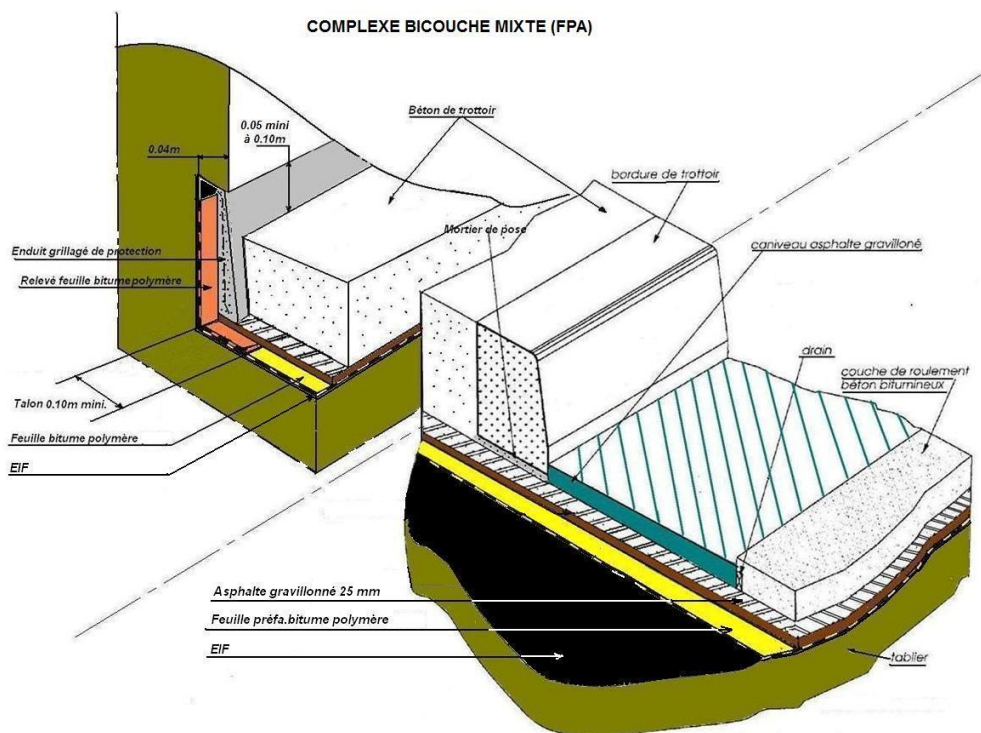 COMPLEXE BICOUCHE MIXTE (FPA)
Béton de trottoir
0.05 mini
à 0.10m
0.04m
bordure de trottoir
Mortier de pose
caniveau asphalte gravilloné
Enduit grillagé de protection
Relevé feuille bitume polymère
drain
couche de roulement
béton bitumineux
Talon 0.10m mini.
Feuille bitume polymère
EIF
Asphalte gravillonné 25 mm
Feuille préfa.bitume polymère
EIF
tablier